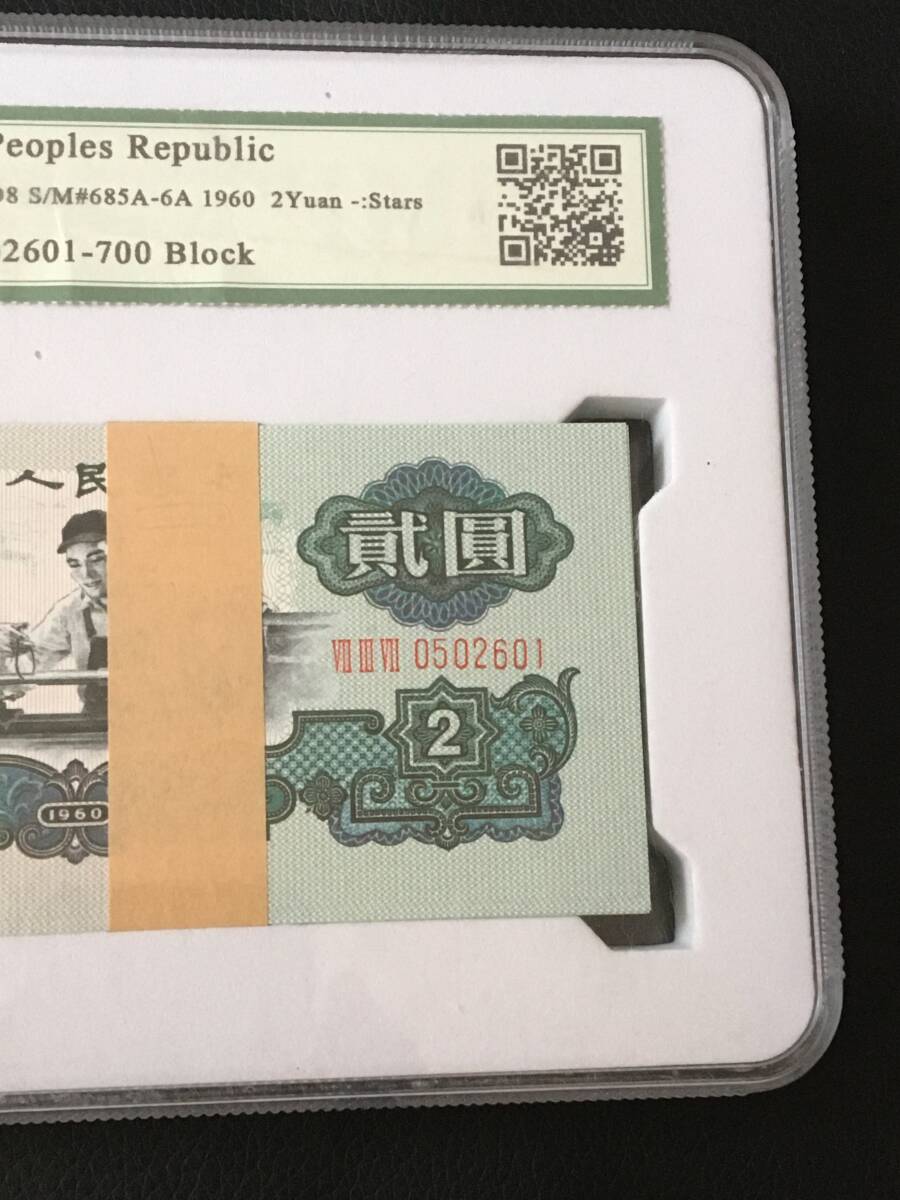 Peoples Republic
98 S/M#685A-6A 1960 2Yuan -:Stars
02601-700 Block
人民
貳圓
VII III VII 0502601
2
1960